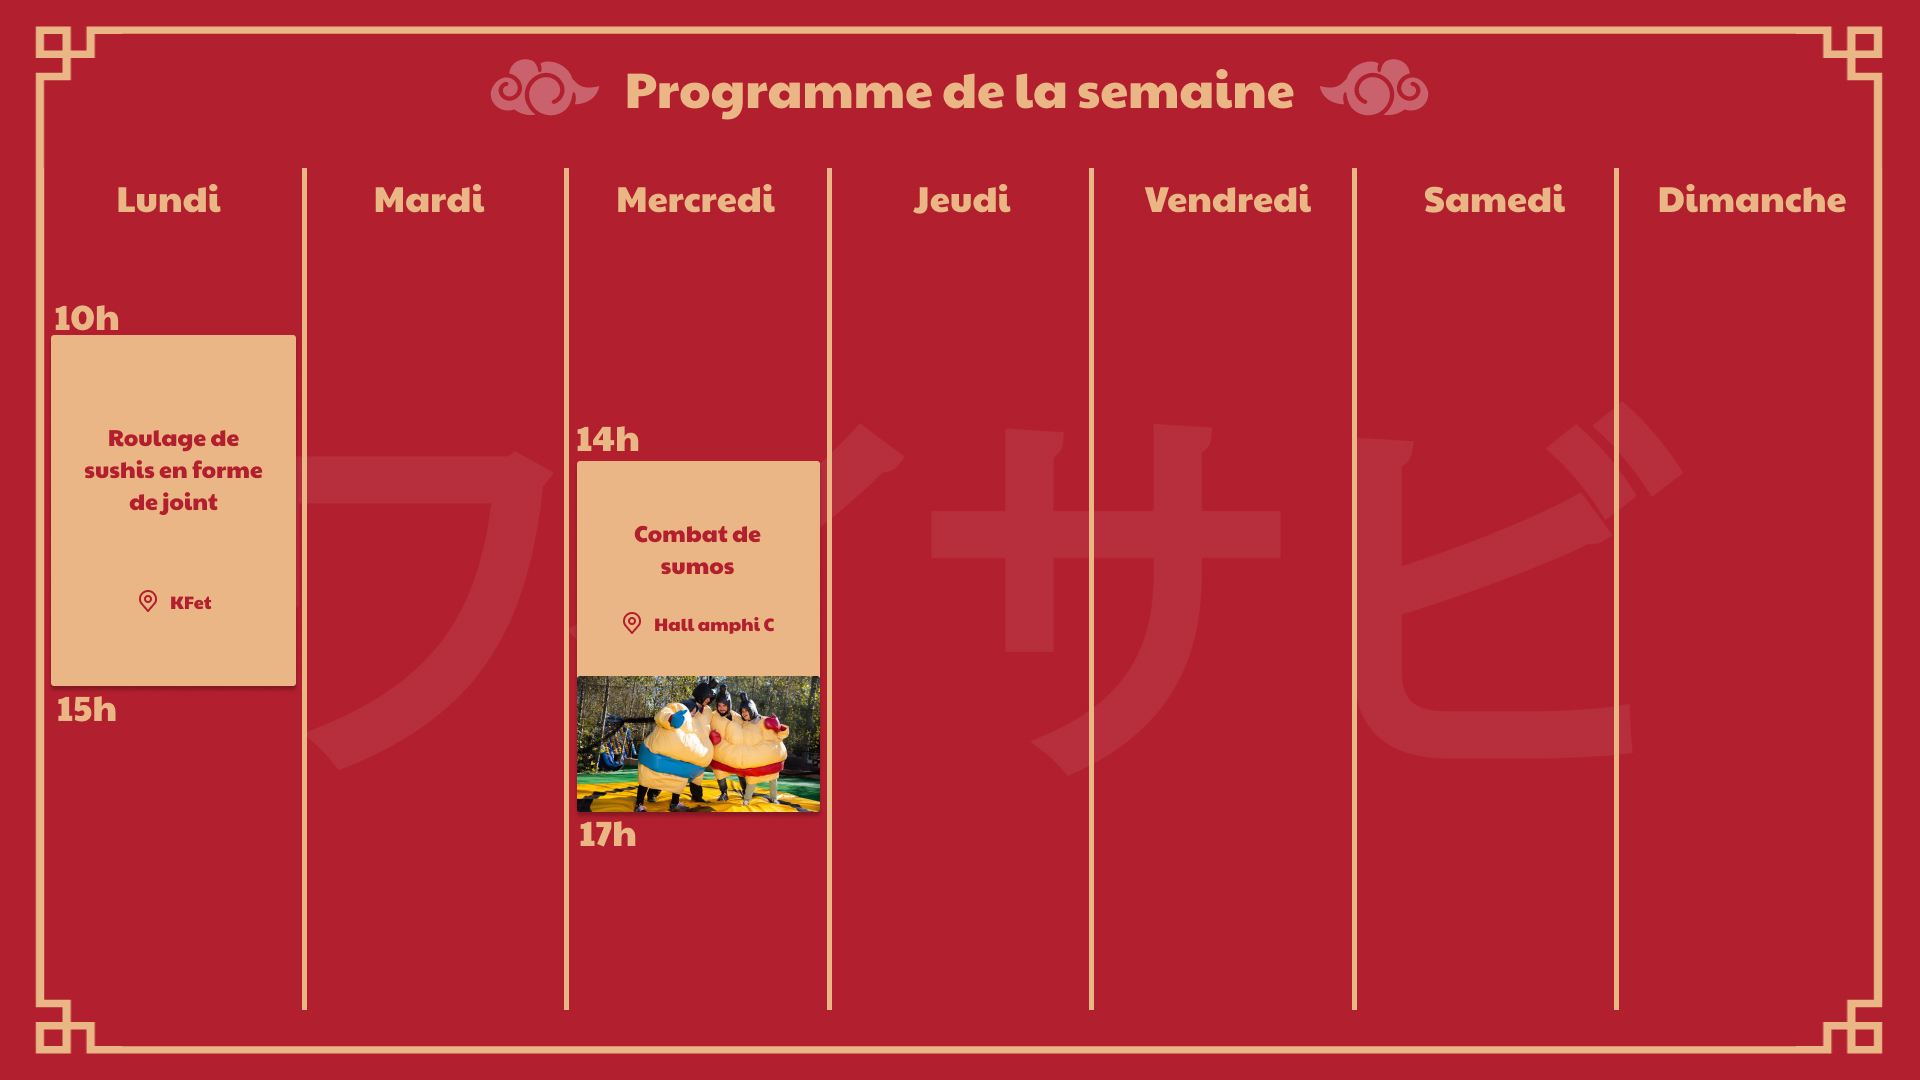 Programme de la semaine
Lundi
Mardi
Mercredi
Jeudi
Vendredi
Samedi
Dimanche
10h
Roulage de
sushis en forme
de joint
KFet
15h
14h
Combat de
sumos
Hall amphi C
17h
ワイサビ